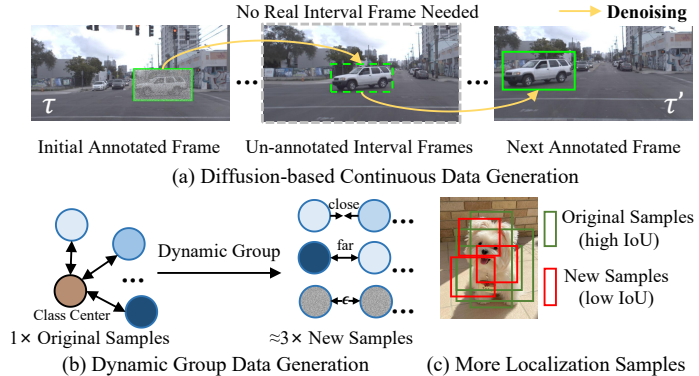 No Real Interval Frame Needed
Denoising
τ
...
...
τ’
Initial Annotated Frame
Un-annotated Interval Frames
Next Annotated Frame
(a) Diffusion-based Continuous Data Generation
close
...
Dynamic Group
far
...
...
Class Center
ϵ
...
1× Original Samples
≈3× New Samples
Original Samples
(high IoU)
New Samples
(low IoU)
(b) Dynamic Group Data Generation
(c) More Localization Samples